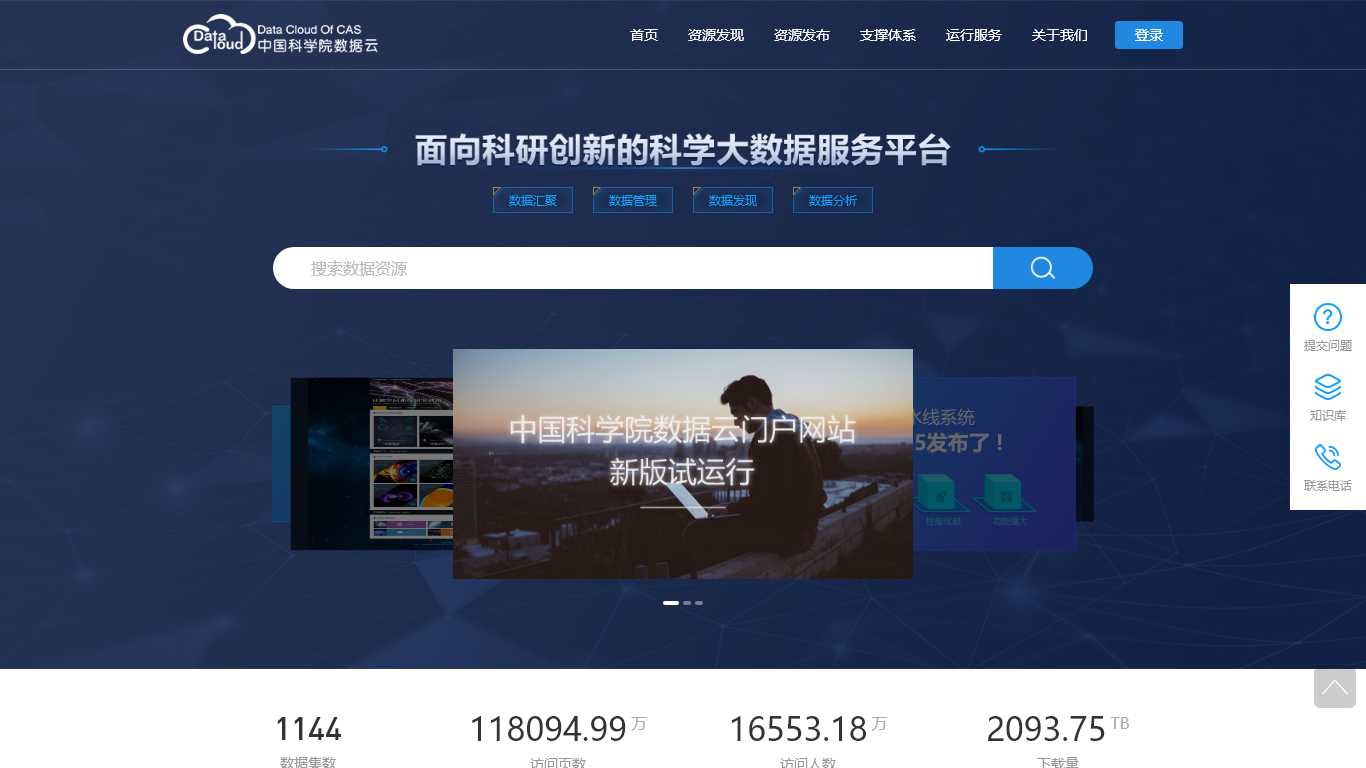 Data Cloud
Data Cloud Of CAS
中国科学院数据云
首页
资源发现
资源发布
支撑体系
运行服务
关于我们
登录
面向科研创新的科学大数据服务平台
数据汇聚
数据管理
数据发现
数据分析
搜索数据资源
中国科学院数据云门户网站
新版试运行
水线系统
5发布了！
功能强大
提交问题
知识库
联系电话
1144
数据集数
118094.99 万
访问页数
16553.18 万
访问人数
2093.75 TB
下载量